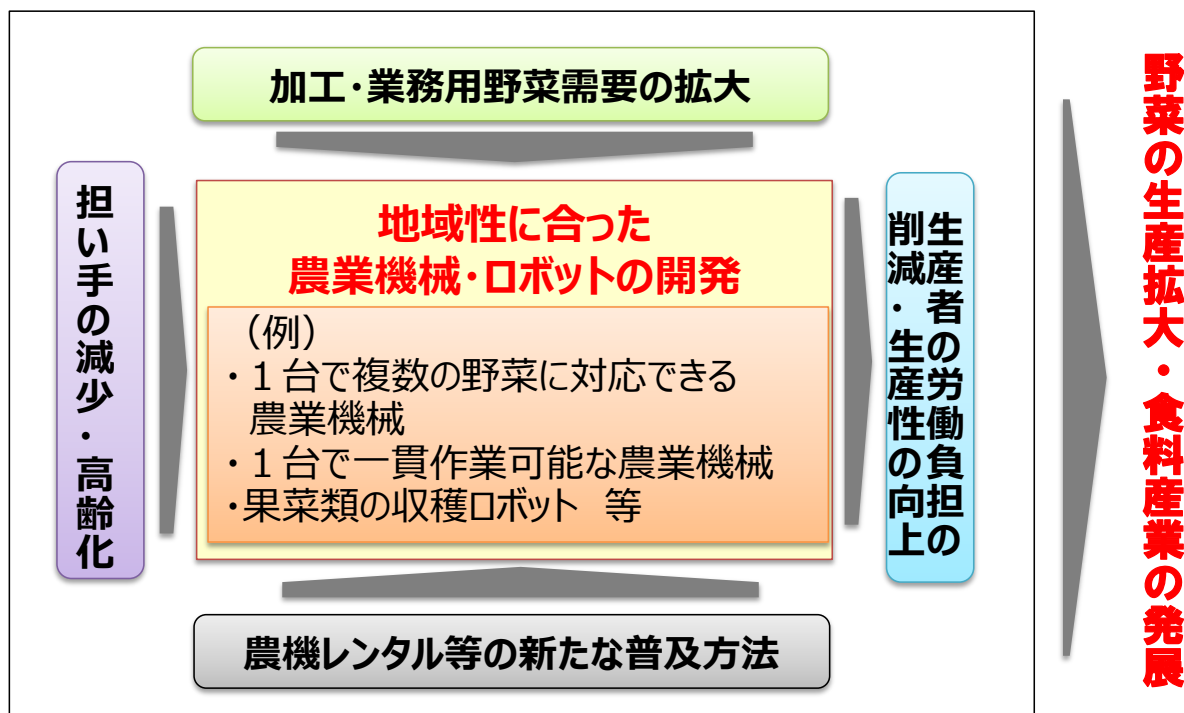 加工・業務用野菜需要の拡大
担い手の減少・高齢化
地域性に合った
農業機械・ロボットの開発
（例）
・１台で複数の野菜に対応できる
農業機械
・１台で一貫作業可能な農業機械
・果菜類の収穫ロボット　等
生産者の労働負担の
削減・生産性の向上
農機レンタル等の新たな普及方法
野菜の生産拡大・食料産業の発展